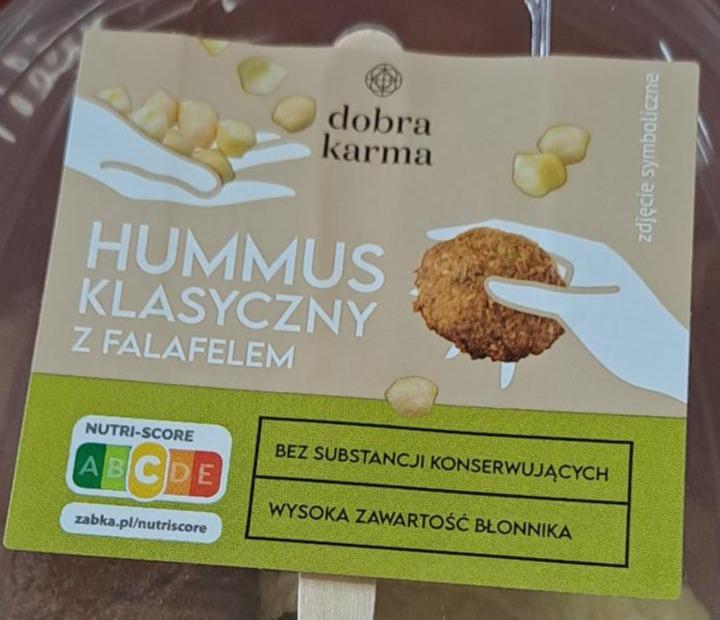 dobra
karma
zdjęcie symboliczne
HUMMUS
KLASYCZNY
Z FALAFELEM
NUTRI-SCORE
A B C D E
zabka.pl/nutriscore
BEZ SUBSTANCJI KONSERWUJĄCYCH
WYSOKA ZAWARTOŚĆ BŁONNIKA